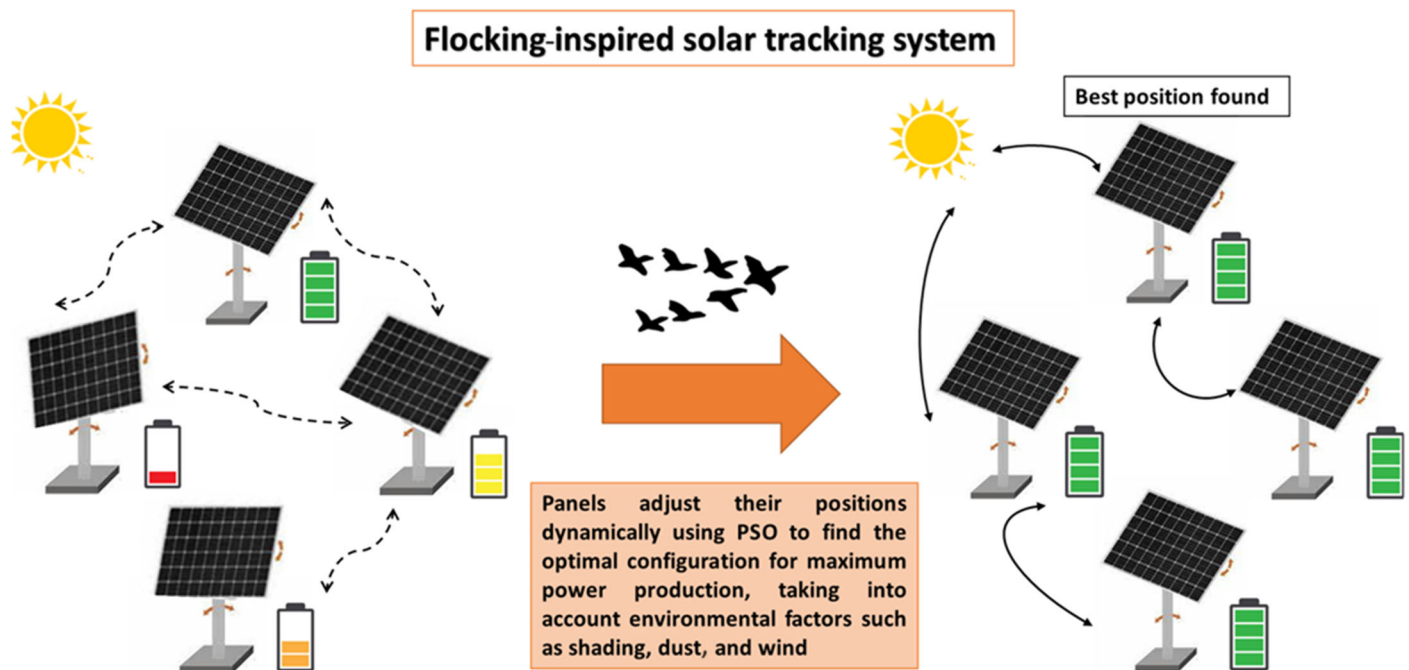 Flocking-inspired solar tracking system
Best position found
Panels adjust their positions
dynamically using PSO to find the
optimal configuration for maximum
power production, taking into
account environmental factors such
as shading, dust, and wind